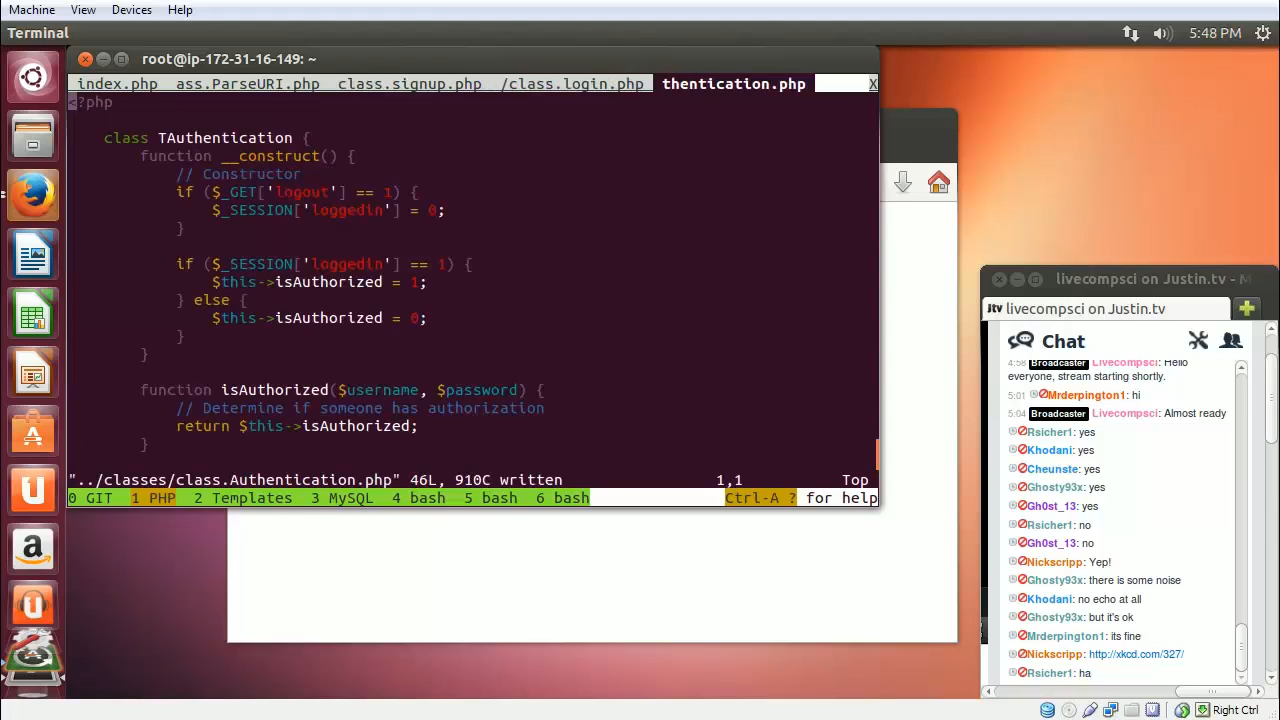 Machine View Devices Help
Terminal 5:48 PM
root@ip-172-31-16-149: ~
index.php ass.ParseURI.php class.signup.php /class.login.php thentication.php X
<?php
class TAuthentication {
function __construct() {
// Constructor
if ($_GET['logout'] == 1) {
$_SESSION['loggedin'] = 0;
}
if ($_SESSION['loggedin'] == 1) {
$this->isAuthorized = 1;
} else {
$this->isAuthorized = 0;
}
}
function isAuthorized($username, $password) {
// Determine if someone has authorization
return $this->isAuthorized;
}
"../classes/class.Authentication.php" 46L, 910C written 1,1 Top
0 GIT 1 PHP 2 Templates 3 MySQL 4 bash 5 bash 6 bash Ctrl-A ? for help
livecompsci on Justin.tv - M
Jtv livecompsci on Justin.tv
Chat
4:58 Broadcaster Livecompsci: Hello
everyone, stream starting shortly.
5:01 Mrderpington1: hi
5:04 Broadcaster Livecompsci: Almost ready
Rsicher1: yes
Khodani: yes
Cheunste: yes
Ghosty93x: yes
Gh0st_13: yes
Rsicher1: no
Gh0st_13: no
Nickscripp: Yep!
Ghosty93x: there is some noise
Khodani: no echo at all
Ghosty93x: but it's ok
Mrderpington1: its fine
Nickscripp: http://xkcd.com/327/
Rsicher1: ha
Right Ctrl